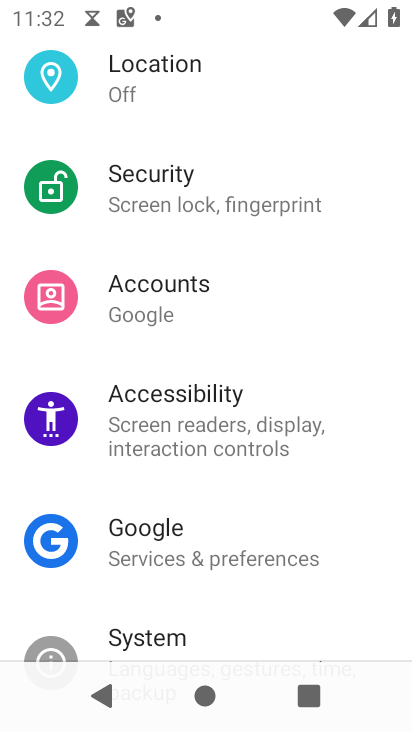 11:32
Location
Off
Security
Screen lock, fingerprint
Accounts
Google
Accessibility
Screen readers, display,
interaction controls
Google
Services & preferences
System
Languages, gestures, time,
backup